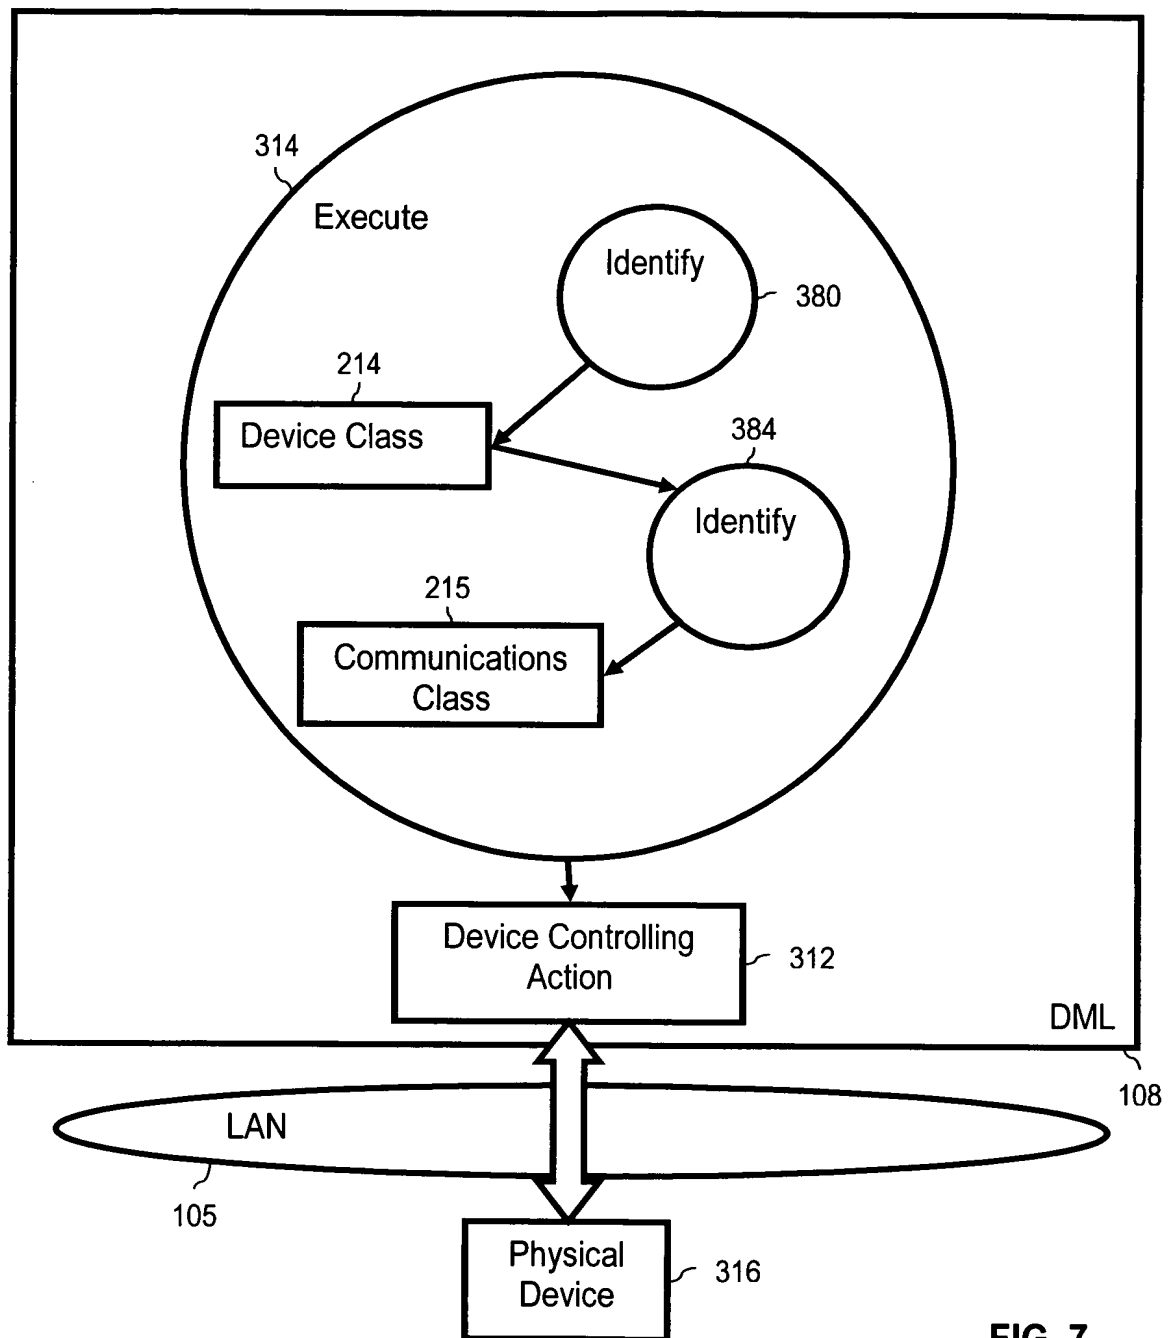 314
Execute
Identify
380
214
Device Class
384
Identify
215
Communications
Class
Device Controlling
Action
312
DML
108
LAN
105
Physical
Device
316
FIG. 7